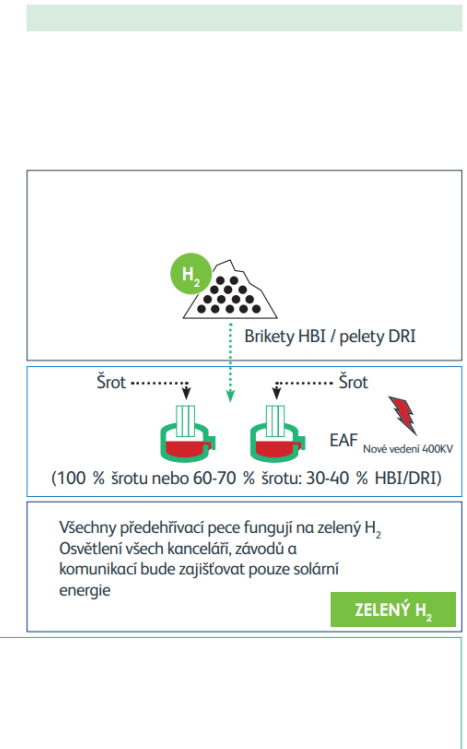 H₂
Brikety HBI / pelety DRI
Šrot
Šrot
EAF
Nové vedení 400KV
(100 % šrotu nebo 60-70 % šrotu: 30-40 % HBI/DRI)
Všechny předehřívací pece fungují na zelený H₂
Osvětlení všech kanceláří, závodů a
komunikací bude zajišťovat pouze solární
energie
ZELENÝ H₂